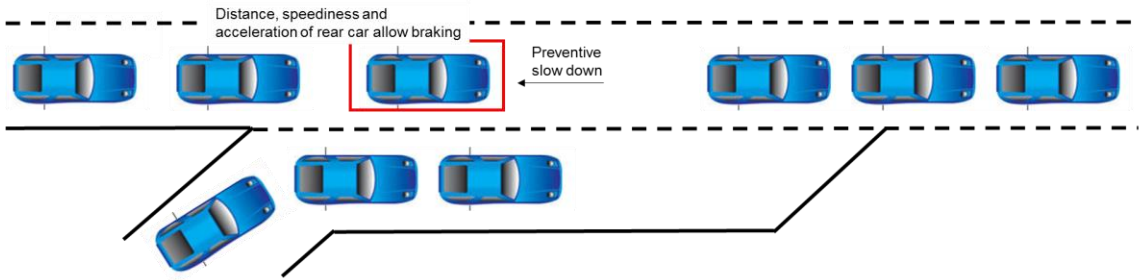 Distance, speediness and
acceleration of rear car allow braking
Preventive
slow down